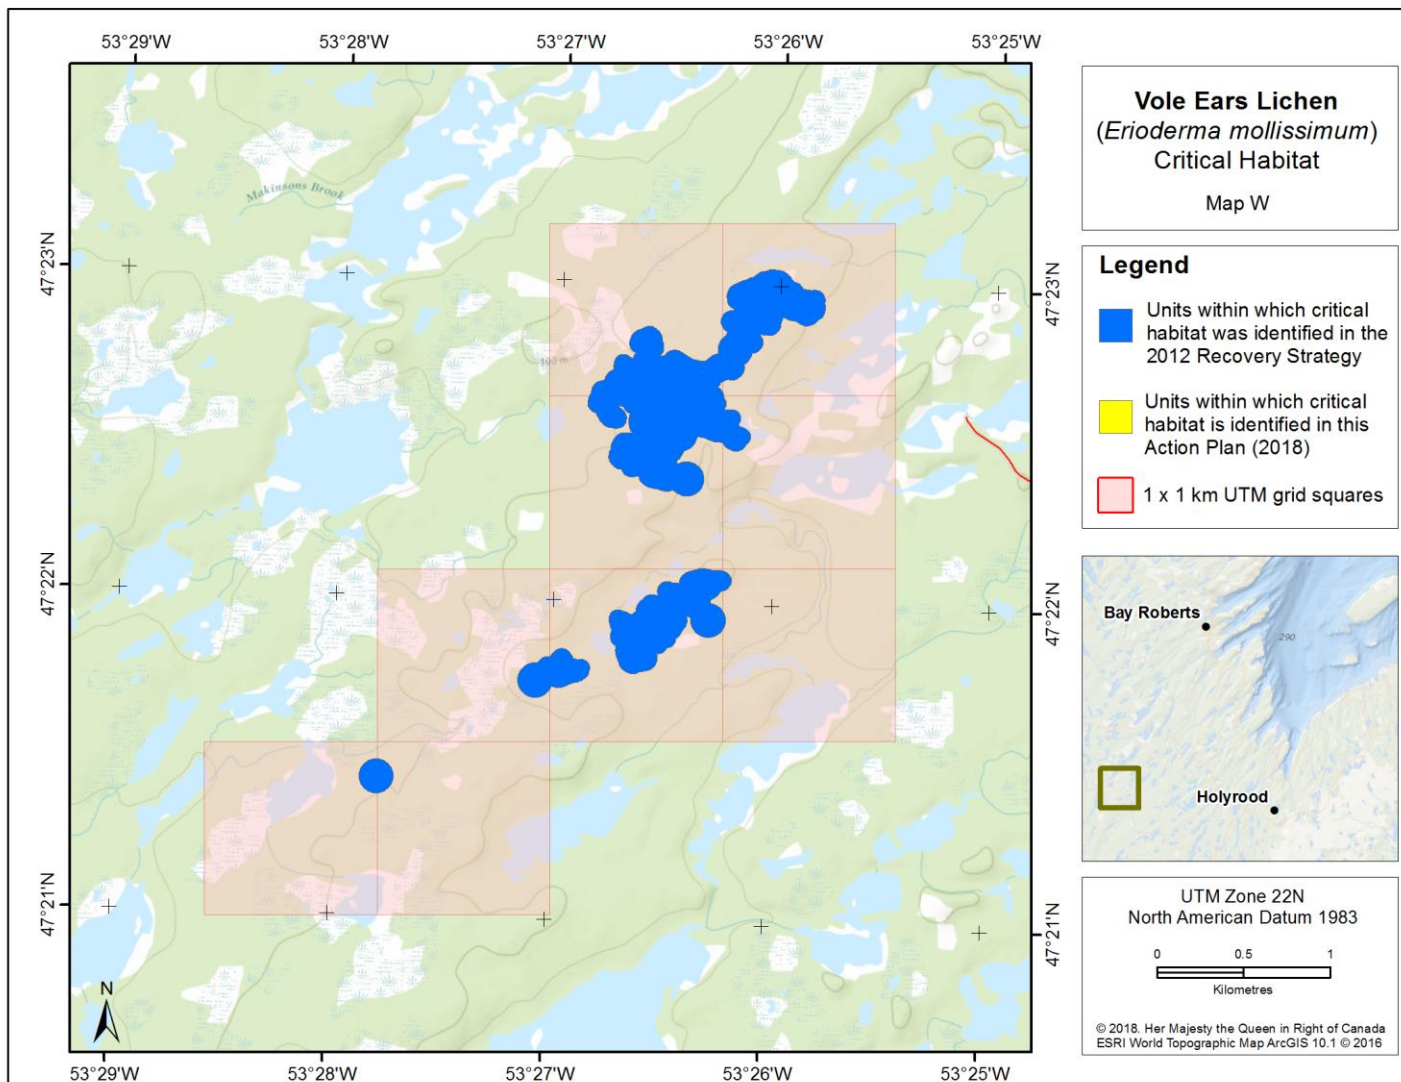 53°29'W 53°28'W 53°27'W 53°26'W 53°25'W
47°23'N
47°22'N
47°21'N
Makinsons Brook
100 m
47°23'N
47°22'N
47°21'N
N
53°29'W 53°28'W 53°27'W 53°26'W 53°25'W
Vole Ears Lichen
(Erioderma mollissimum)
Critical Habitat
Map W
Legend
Units within which critical
habitat was identified in the
2012 Recovery Strategy
Units within which critical
habitat is identified in this
Action Plan (2018)
1 x 1 km UTM grid squares
Bay Roberts
290
Holyrood
UTM Zone 22N
North American Datum 1983
0 0.5 1
Kilometres
© 2018. Her Majesty the Queen in Right of Canada
ESRI World Topographic Map ArcGIS 10.1 © 2016